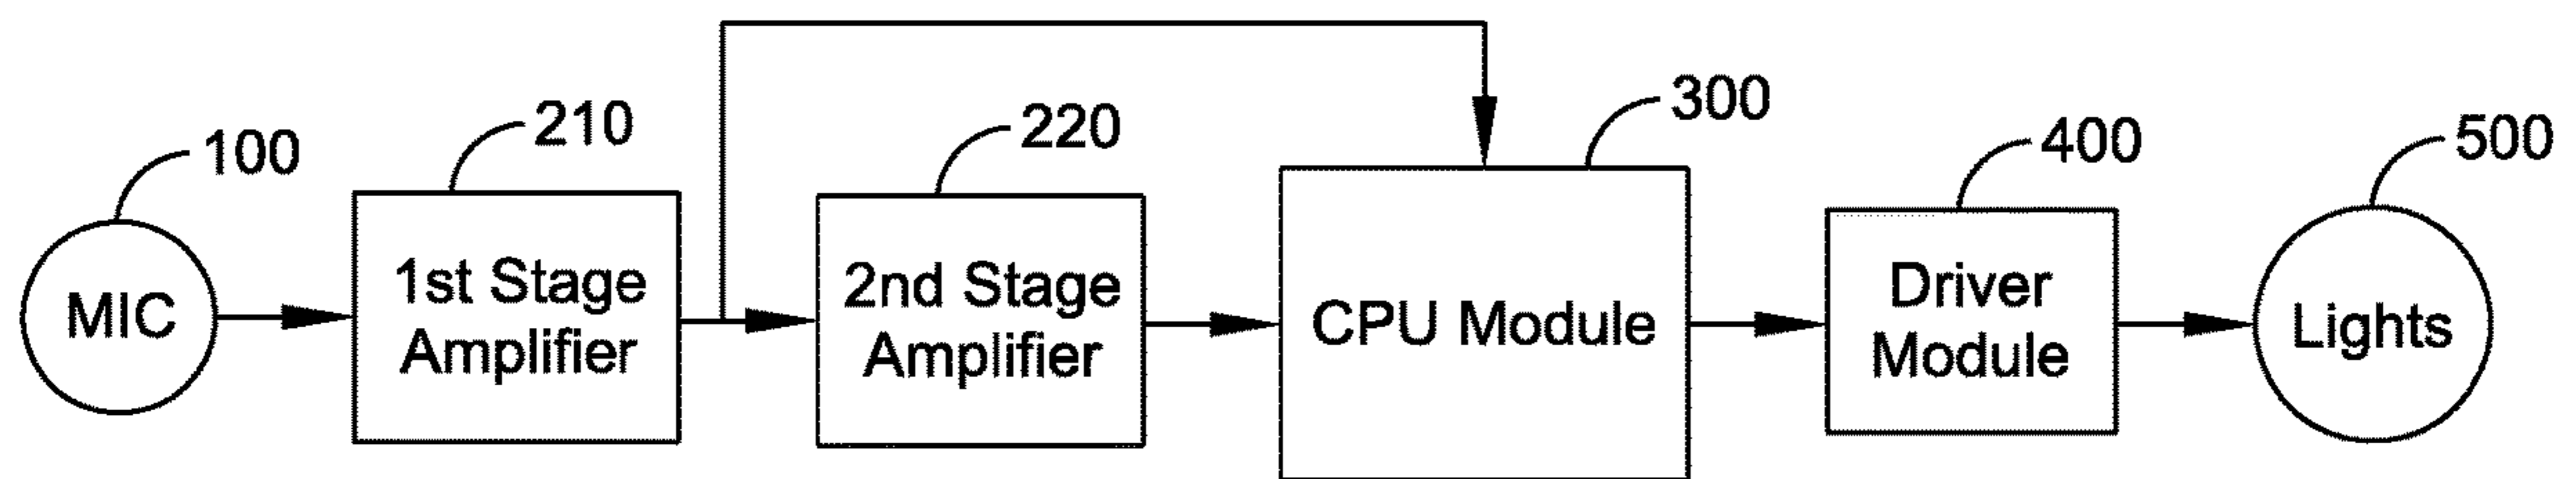 100
210
220
300
400
500
MIC
1st Stage
Amplifier
2nd Stage
Amplifier
CPU Module
Driver
Module
Lights